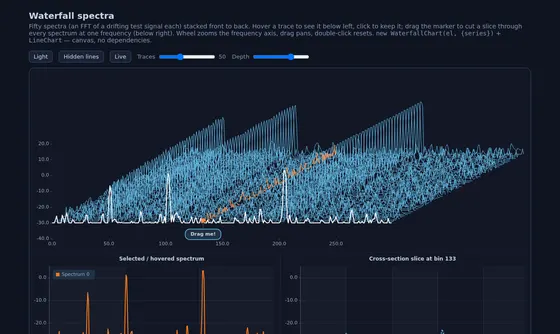 Waterfall spectra
Fifty spectra (an FFT of a drifting test signal each) stacked front to back. Hover a trace to see it below left, click to keep it; drag the marker to cut a slice through
every spectrum at one frequency (below right). Wheel zooms the frequency axis, drag pans, double-click resets. new WaterfallChart(el, {series}) +
LineChart — canvas, no dependencies.
Light Hidden lines Live Traces 50 Depth
20.0
10.0
0.0
-10.0
-20.0
-30.0
-40.0
0.0 50.0 100.0 150.0 200.0 250.0
Drag me!
Selected / hovered spectrum Cross-section slice at bin 133
Spectrum 0
0.0 0.0
-10.0 -10.0
-20.0 -20.0